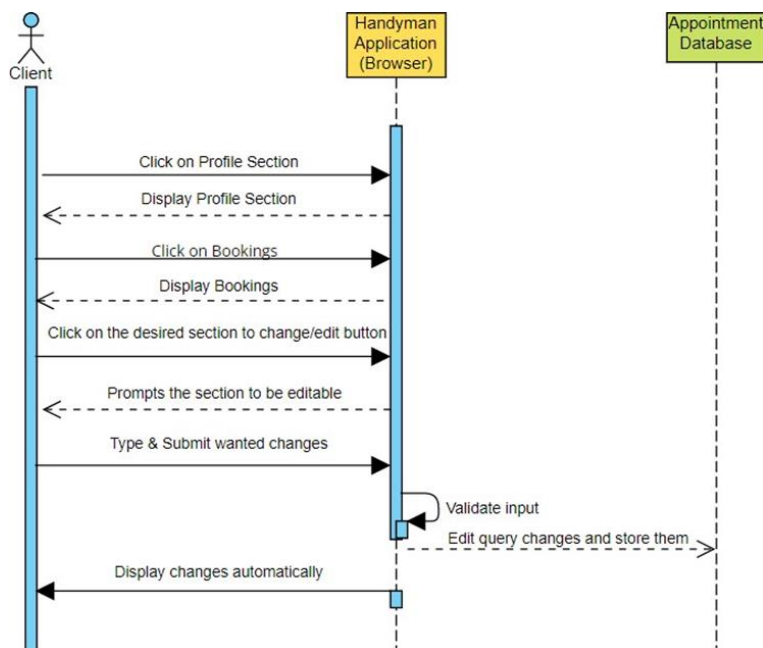 Handyman
Application
(Browser)
Appointment
Database
Client
Click on Profile Section
Display Profile Section
Click on Bookings
Display Bookings
Click on the desired section to change/edit button
Prompts the section to be editable
Type & Submit wanted changes
Validate input
Edit query changes and store them
Display changes automatically